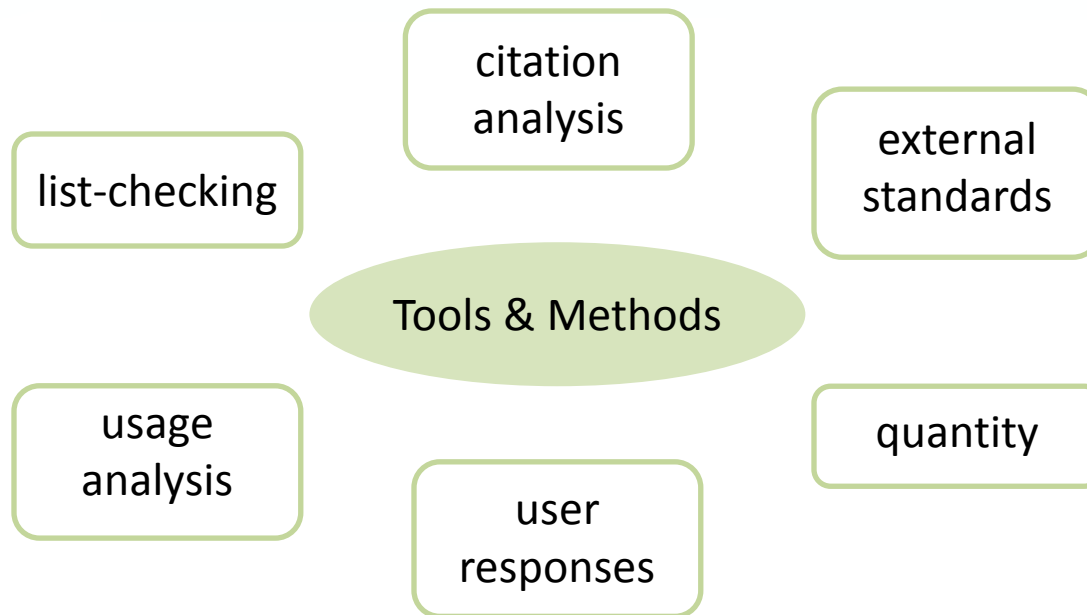 citation
analysis
external
standards
list-checking
Tools & Methods
usage
analysis
quantity
user
responses